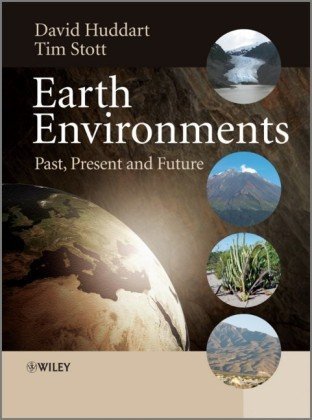 David Huddart
Tim Stott
Earth
Environments
Past, Present and Future
WILEY